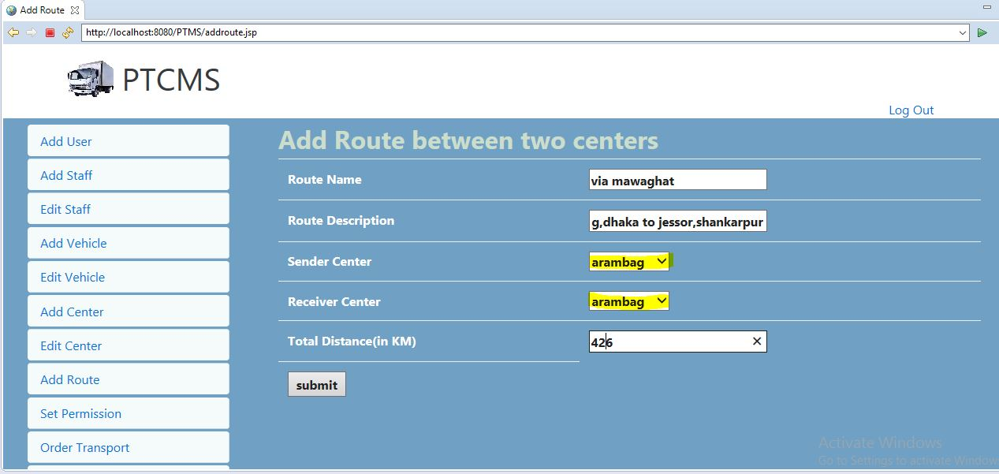 Add Route
http://localhost:8080/PTMS/addroute.jsp
PTCMS
Log Out
Add User
Add Staff
Edit Staff
Add Vehicle
Edit Vehicle
Add Center
Edit Center
Add Route
Set Permission
Order Transport
Add Route between two centers
Route Name via mawaghat
Route Description g,dhaka to jessor,shankarpur
Sender Center arambag
Receiver Center arambag
Total Distance(in KM) 426
submit
Activate Windows
Go to Settings to activate Window